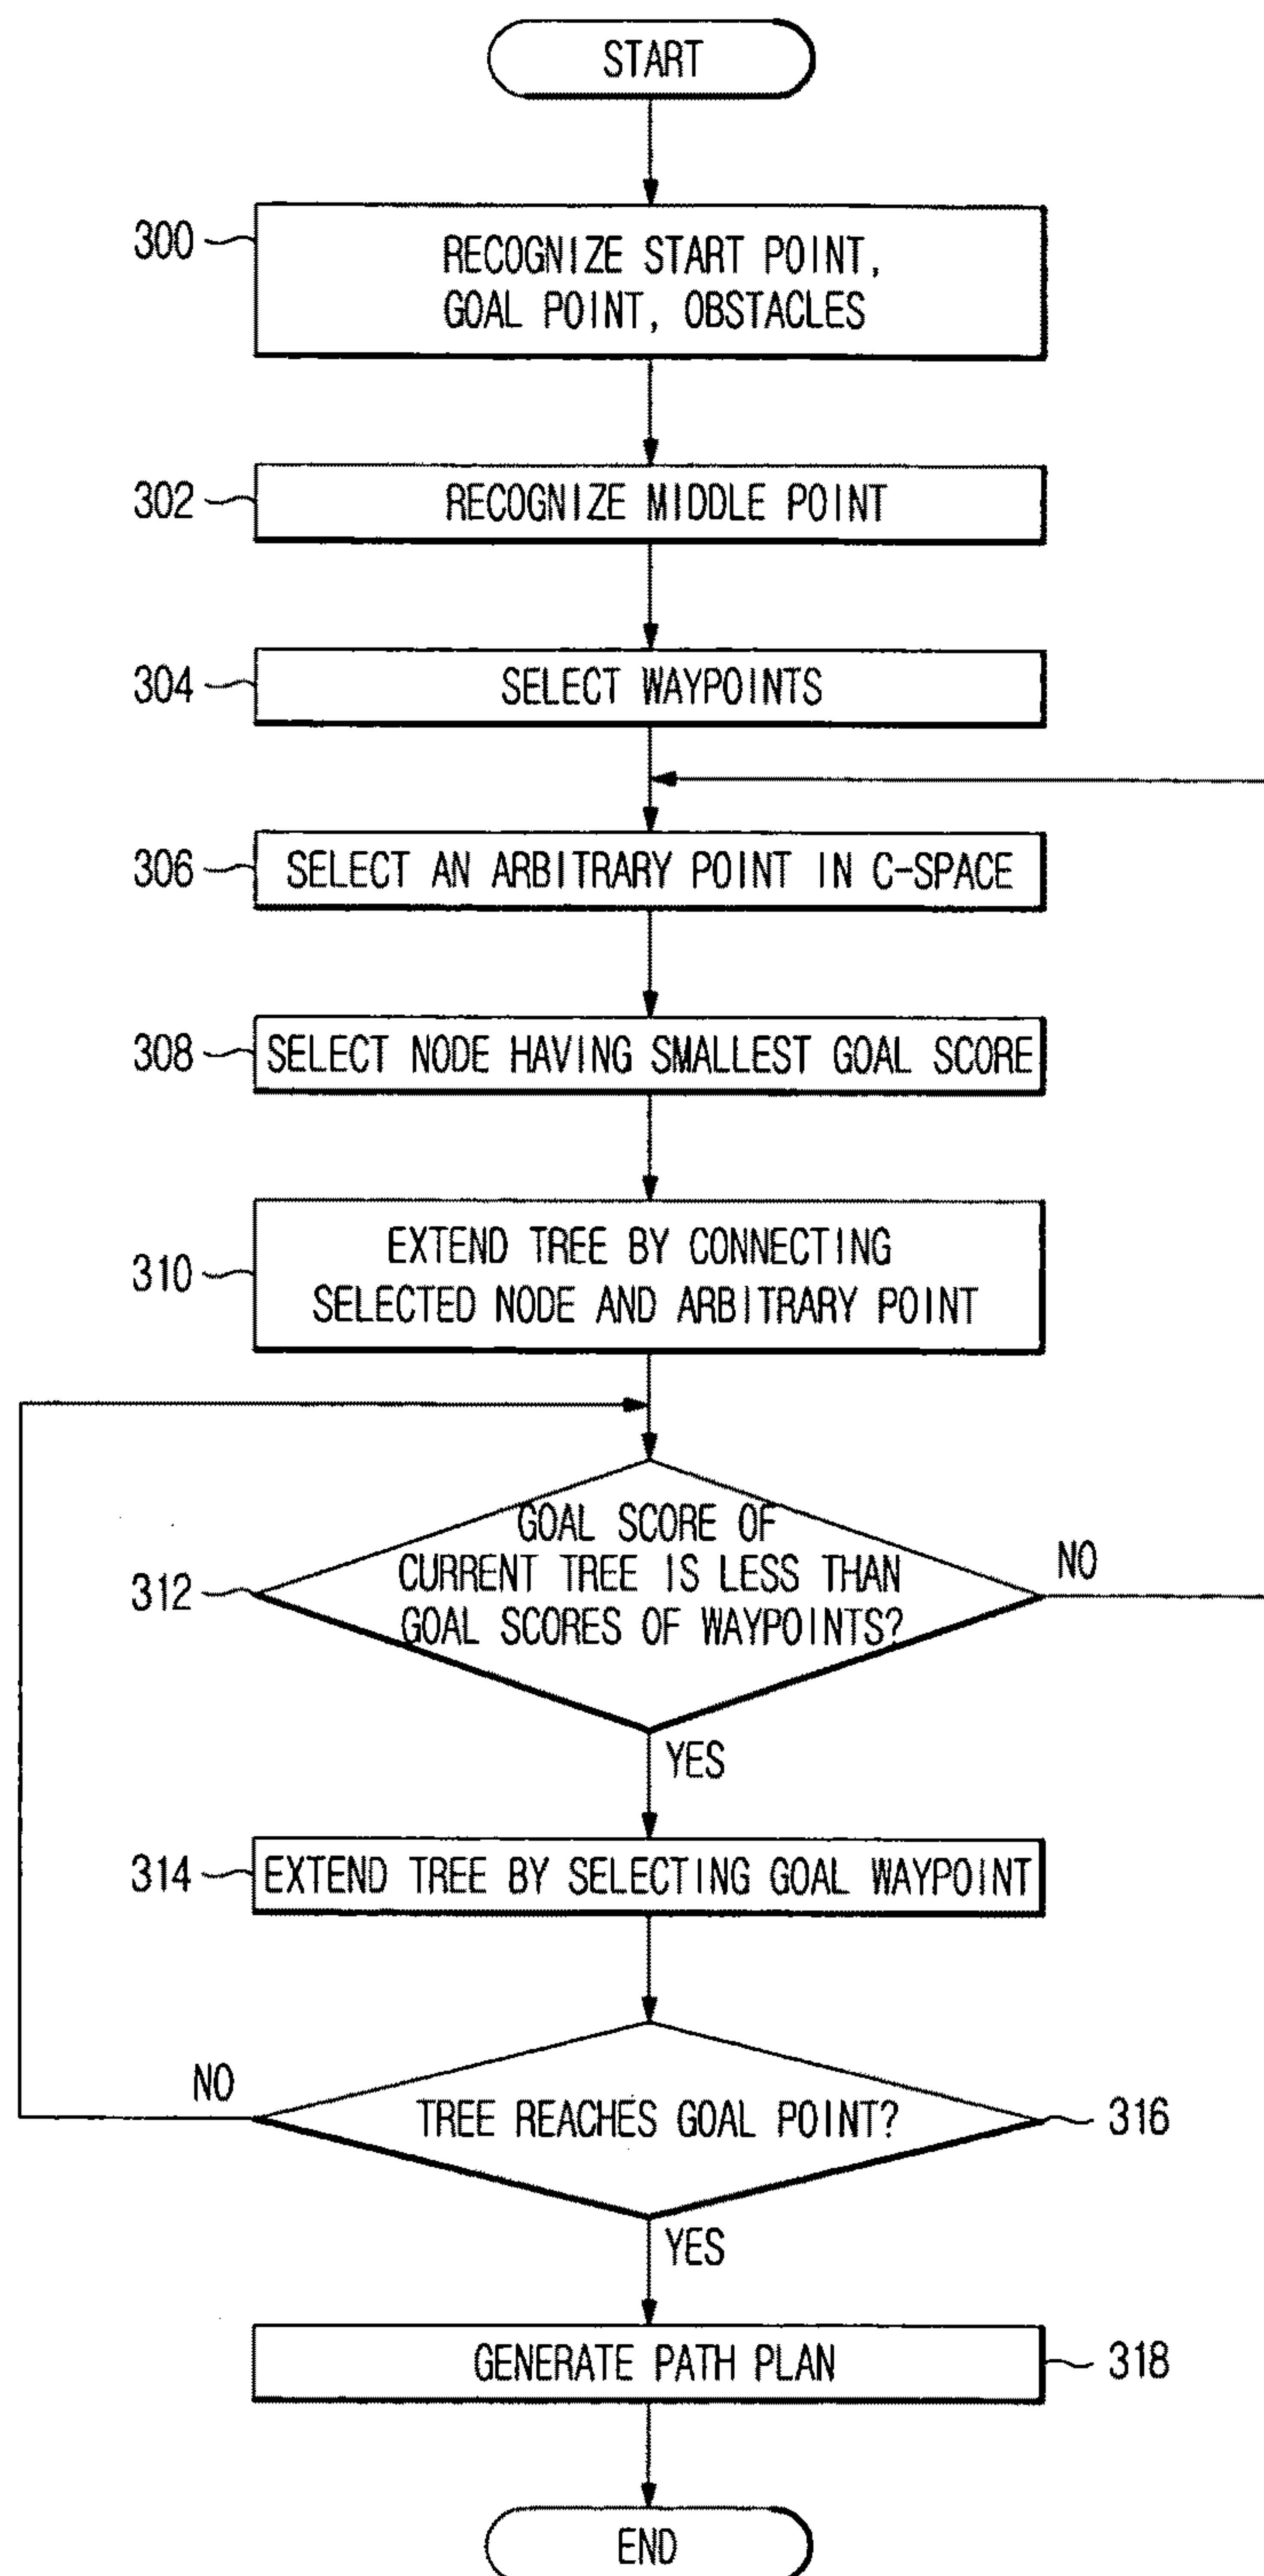 START
300
RECOGNIZE START POINT,
GOAL POINT, OBSTACLES
302
RECOGNIZE MIDDLE POINT
304
SELECT WAYPOINTS
306
SELECT AN ARBITRARY POINT IN C-SPACE
308
SELECT NODE HAVING SMALLEST GOAL SCORE
310
EXTEND TREE BY CONNECTING
SELECTED NODE AND ARBITRARY POINT
312
GOAL SCORE OF
CURRENT TREE IS LESS THAN
GOAL SCORES OF WAYPOINTS?
NO
YES
314
EXTEND TREE BY SELECTING GOAL WAYPOINT
NO
TREE REACHES GOAL POINT?
316
YES
GENERATE PATH PLAN
318
END